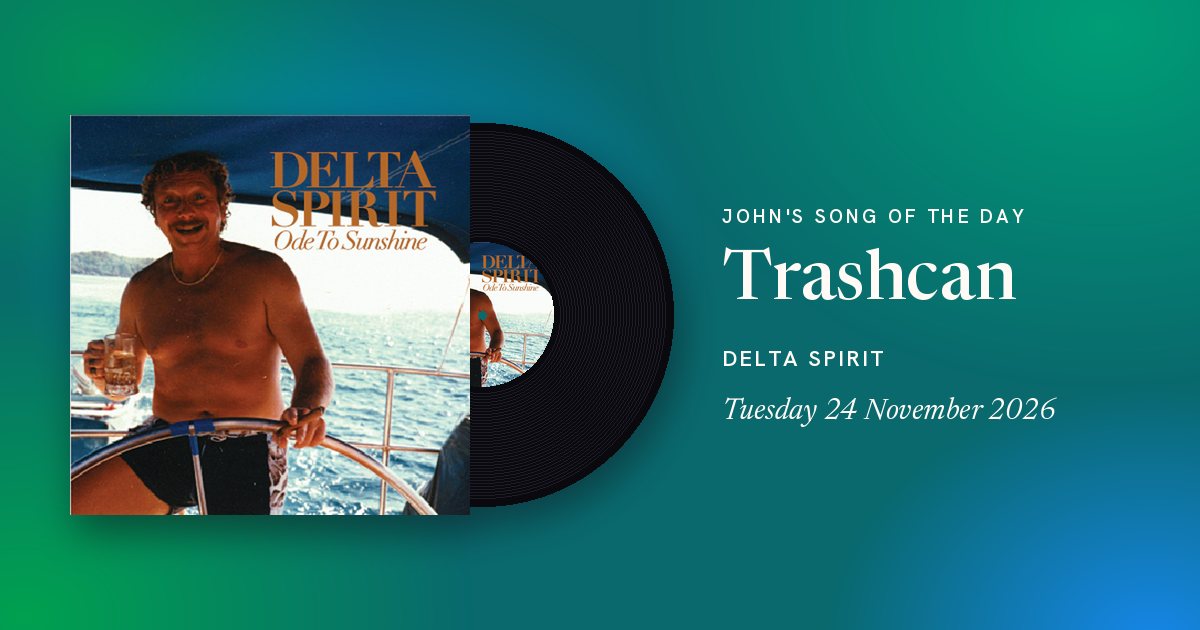 DELTA
SPIRIT
Ode To Sunshine
DELTA
SPIRIT
Ode To Sunshine
JOHN'S SONG OF THE DAY
Trashcan
DELTA SPIRIT
Tuesday 24 November 2026